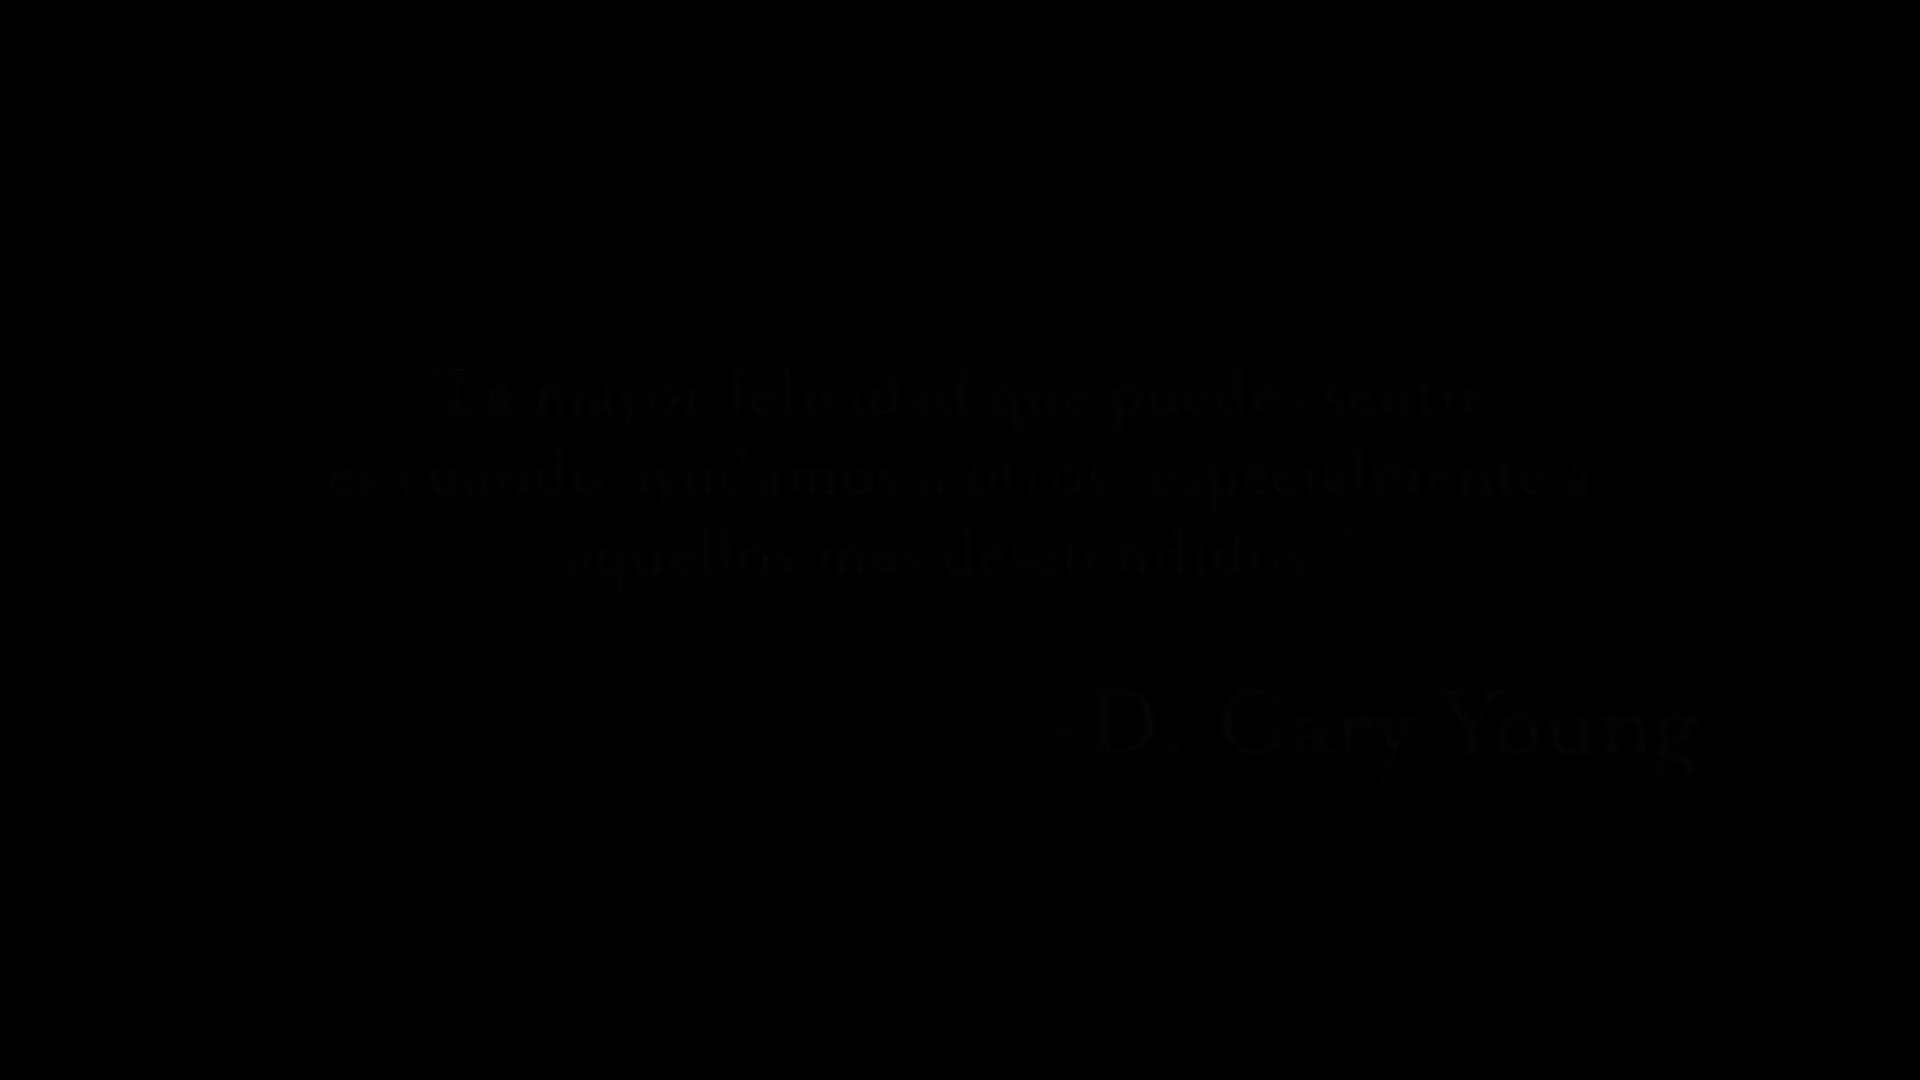 "La mayor felicidad que puedes sentir,
es cuando ayudamos a otros, especialmente a
aquellos más desatendidos."
-D. Gary Young